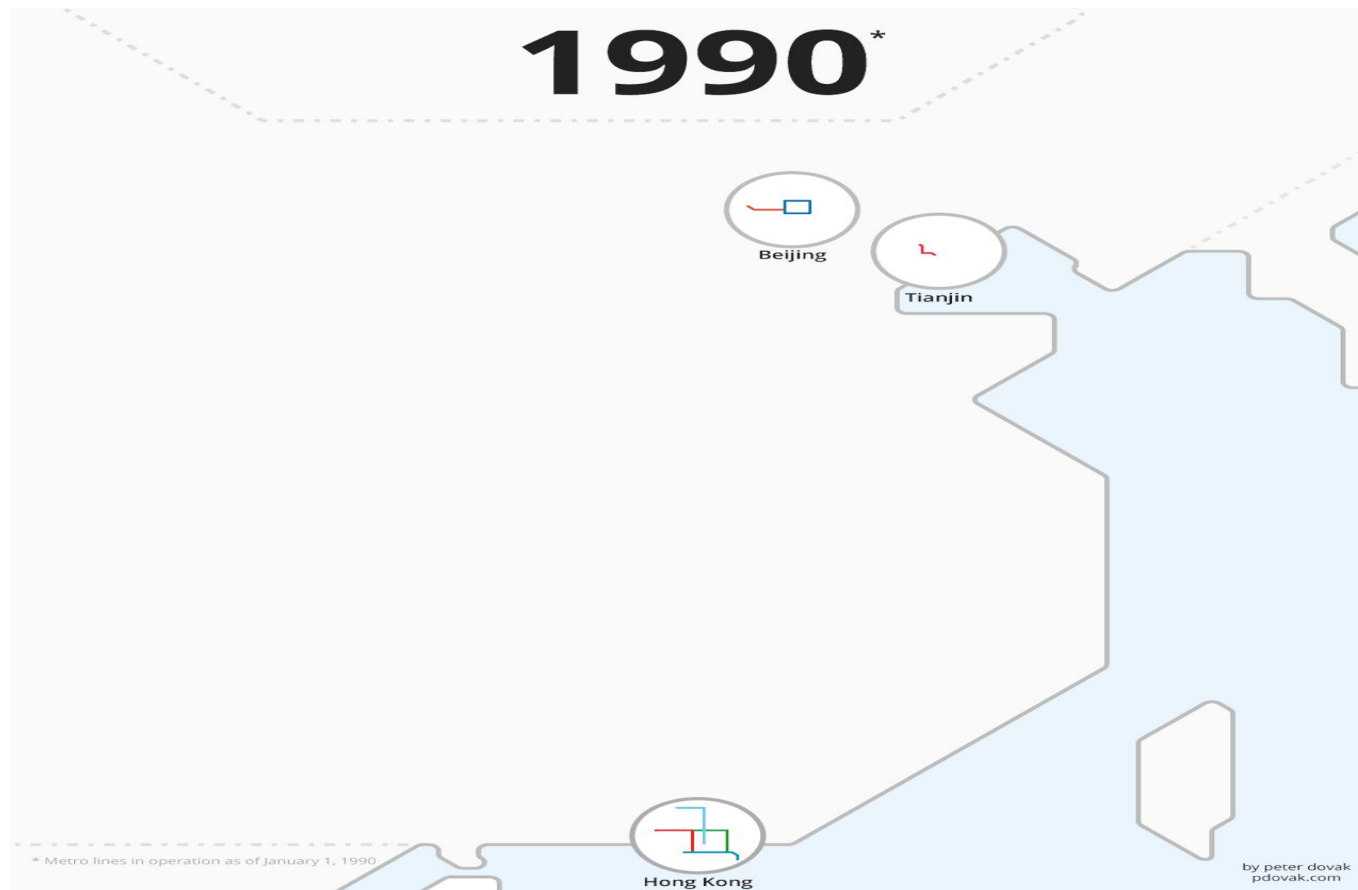 1990*
Beijing
Tianjin
* Metro lines in operation as of January 1, 1990
by peter dovak
pdovak.com
Hong Kong